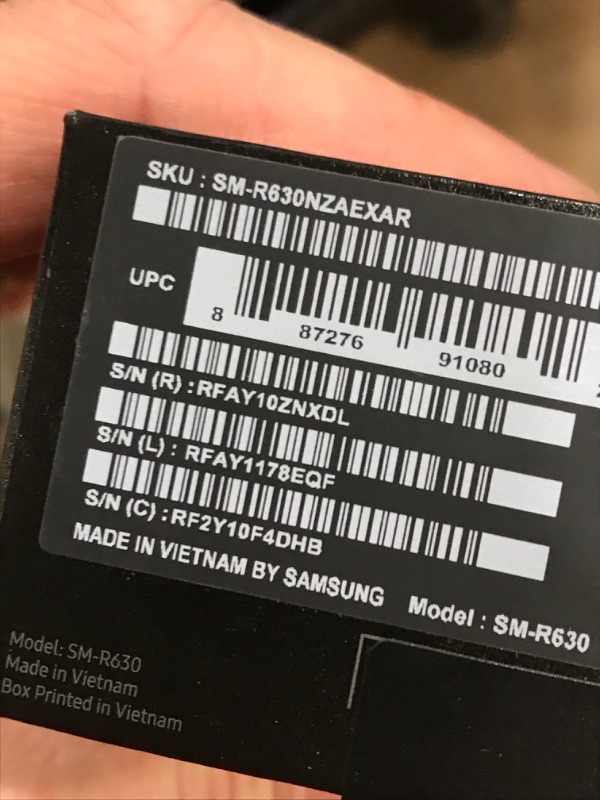 SKU : SM-R630NZAEXAR
UPC
8 87276 91080
S/N (R) : RFAY10ZNXDL
S/N (L) : RFAY1178EQF
S/N (C) : RF2Y10F4DHB
MADE IN VIETNAM BY SAMSUNG Model : SM-R630
Model: SM-R630
Made in Vietnam
Box Printed in Vietnam